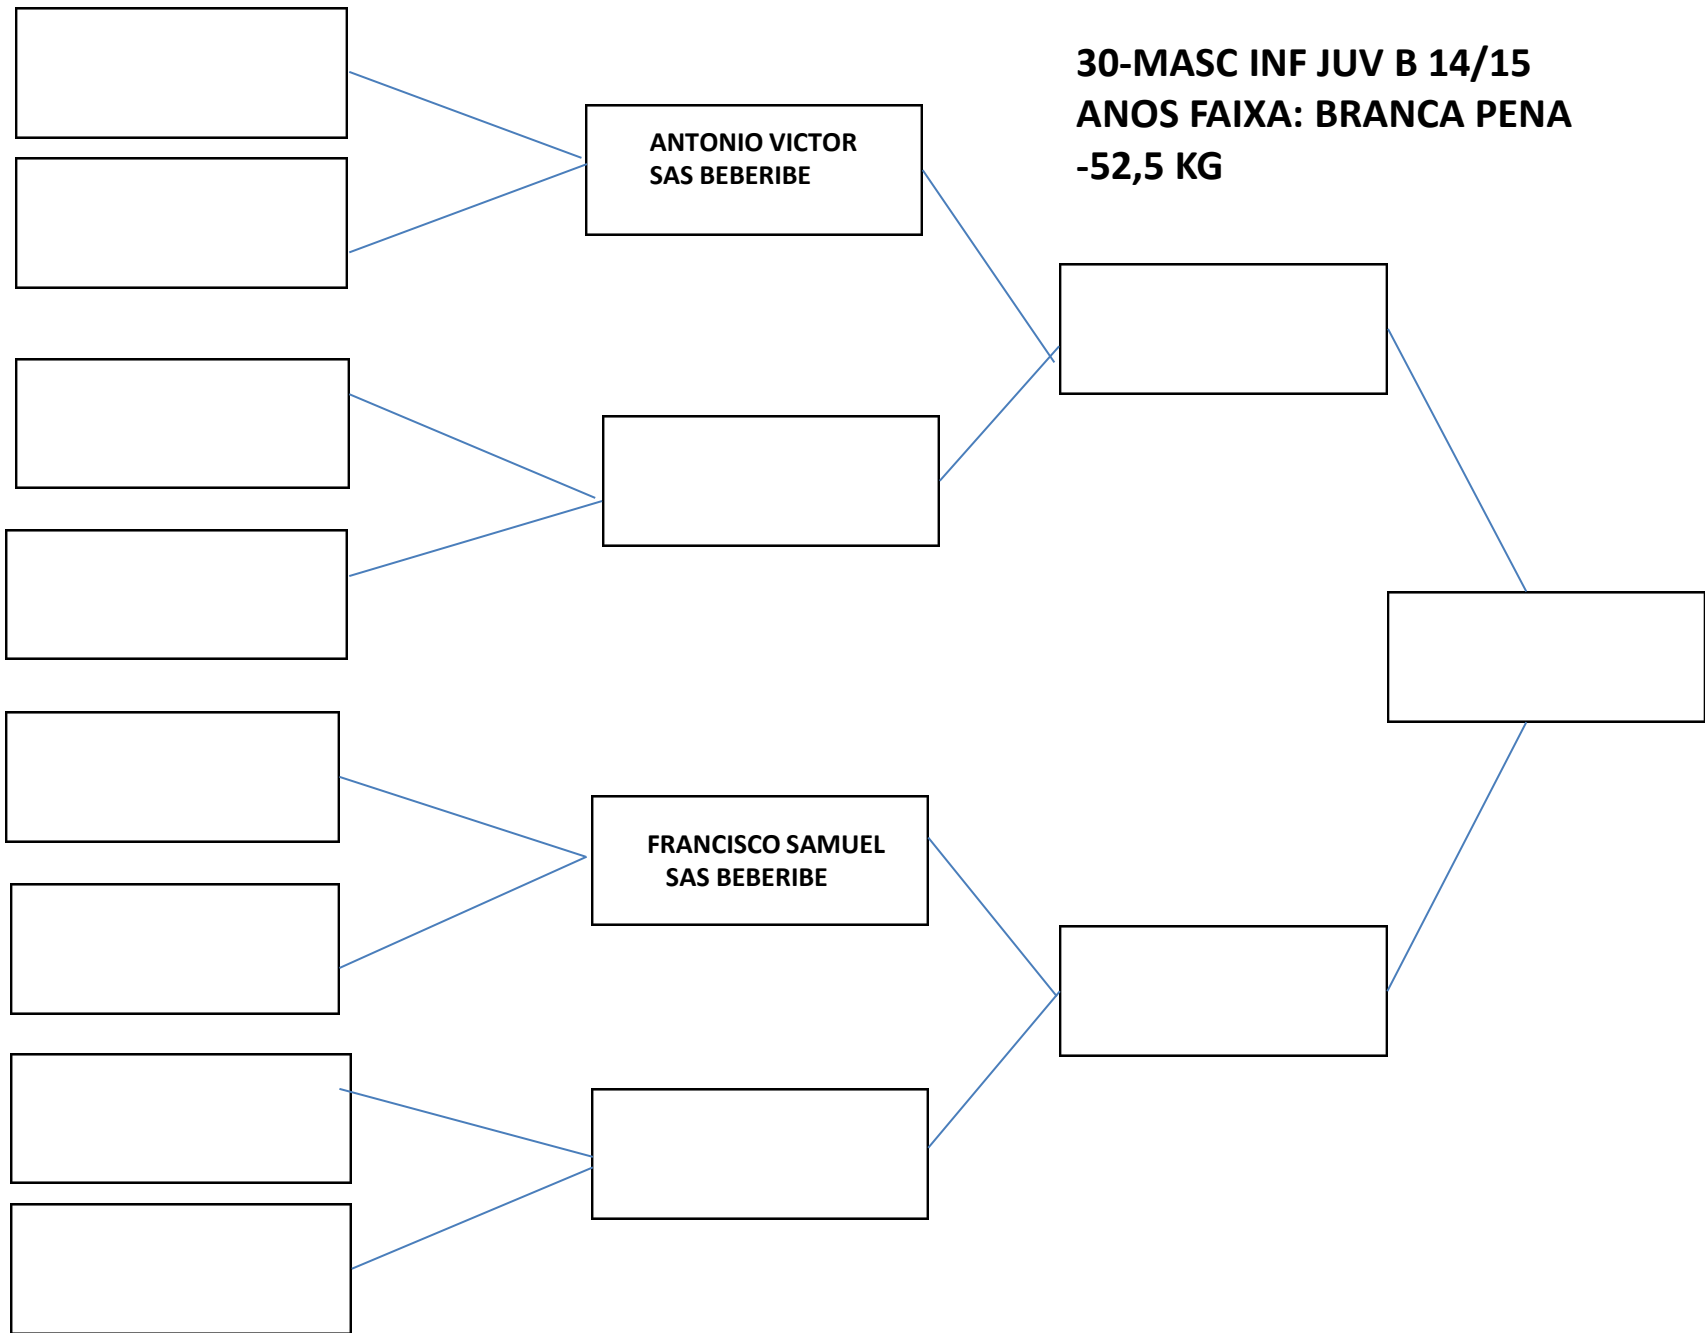 30-MASC INF JUV B 14/15
ANOS FAIXA: BRANCA PENA
-52,5 KG
ANTONIO VICTOR
SAS BEBERIBE
FRANCISCO SAMUEL
SAS BEBERIBE